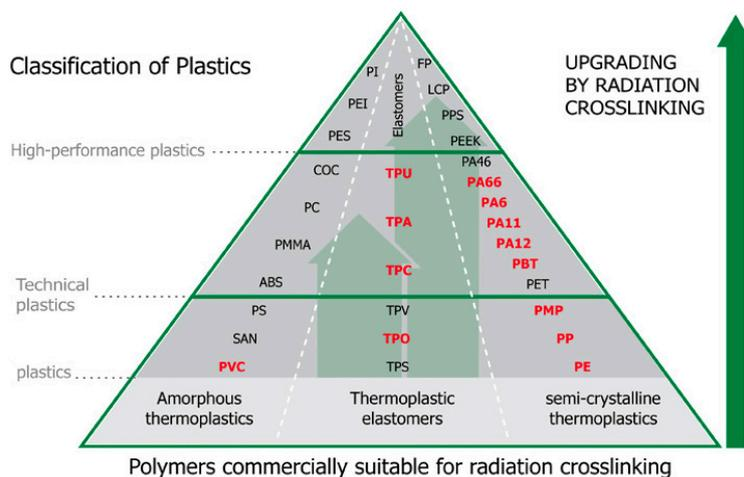 Classification of Plastics
UPGRADING
BY RADIATION
CROSSLINKING
High-performance plastics
Technical
plastics
plastics
PI
PEI
PES
Elastomers
FP
LCP
PPS
PEEK
COC
PC
PMMA
ABS
TPU
TPA
TPC
PA46
PA66
PA6
PA11
PA12
PBT
PET
PS
SAN
PVC
TPV
TPO
TPS
PMP
PP
PE
Amorphous
thermoplastics
Thermoplastic
elastomers
semi-crystalline
thermoplastics
Polymers commercially suitable for radiation crosslinking